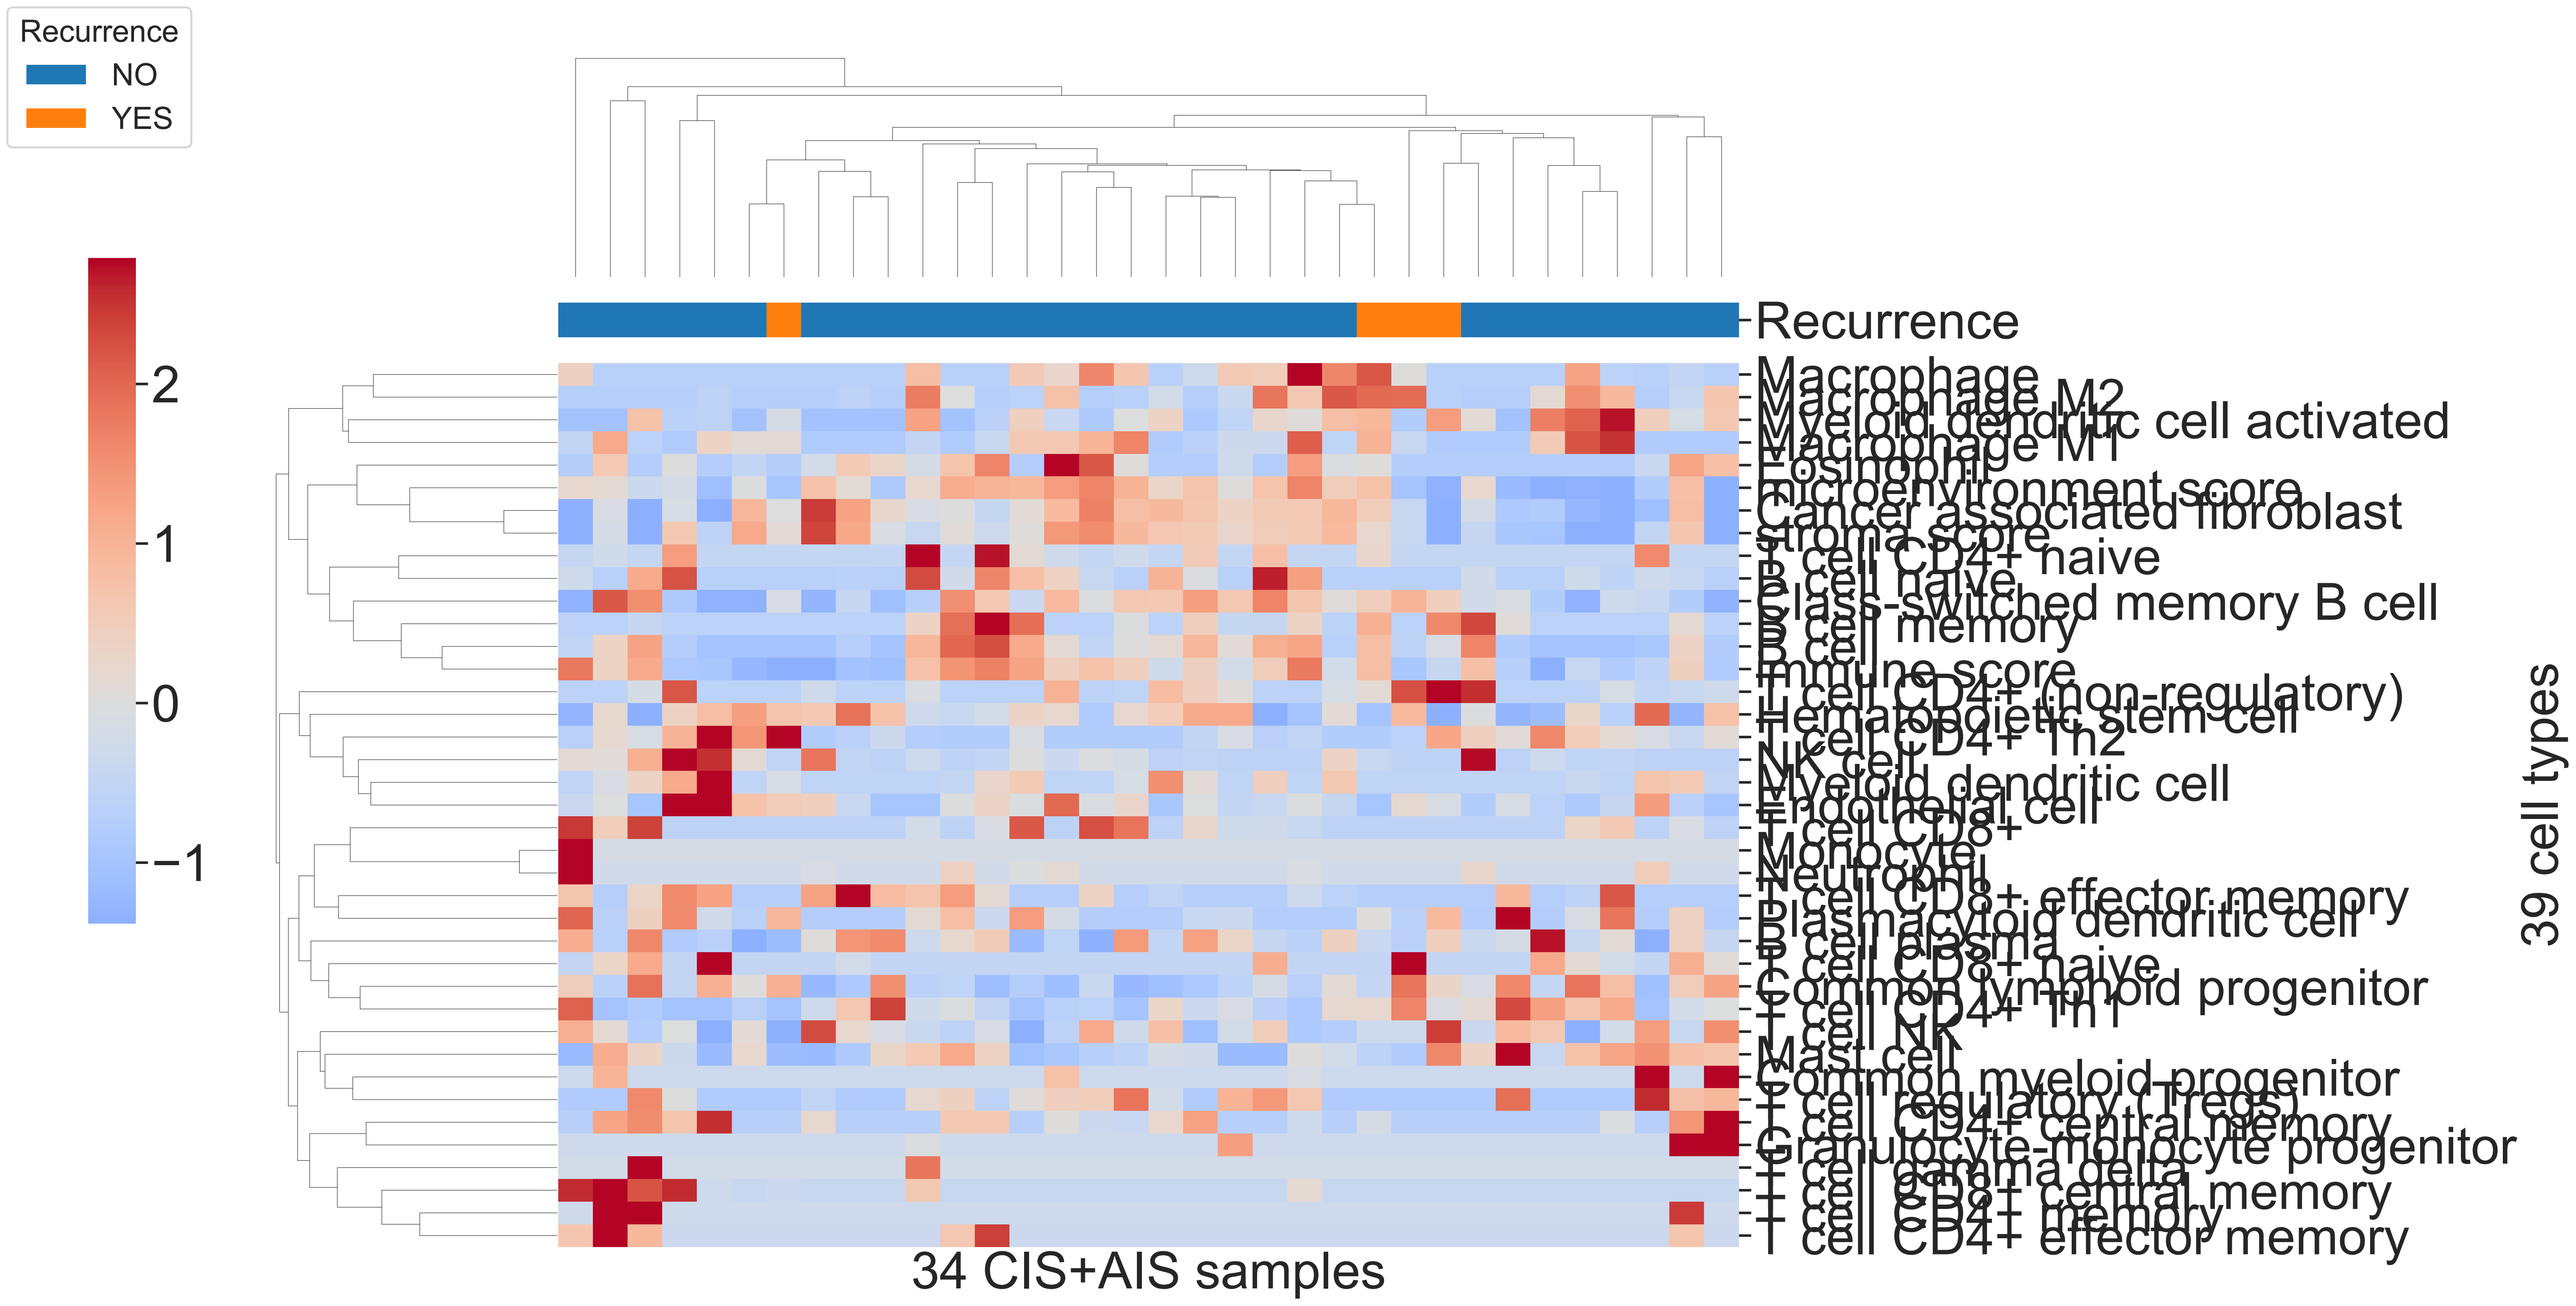 Recurrence
NO
YES
2
1
0
−1
Recurrence
Macrophage
Macrophage M2
Myeloid dendritic cell activated
Macrophage M1
Eosinophil
microenvironment score
Cancer associated fibroblast
stroma score
T cell CD4+ naive
B cell naive
Class-switched memory B cell
B cell memory
B cell
immune score
T cell CD4+ (non-regulatory)
Hematopoietic stem cell
T cell CD4+ Th2
NK cell
Myeloid dendritic cell
Endothelial cell
T cell CD8+
Monocyte
Neutrophil
T cell CD8+ effector memory
Plasmacytoid dendritic cell
B cell plasma
T cell CD8+ naive
Common lymphoid progenitor
T cell CD4+ Th1
T cell NK
Mast cell
Common myeloid progenitor
T cell regulatory (Tregs)
T cell CD4+ central memory
Granulocyte-monocyte progenitor
T cell gamma delta
T cell CD8+ central memory
T cell CD4+ memory
T cell CD4+ effector memory
39 cell types
34 CIS+AIS samples